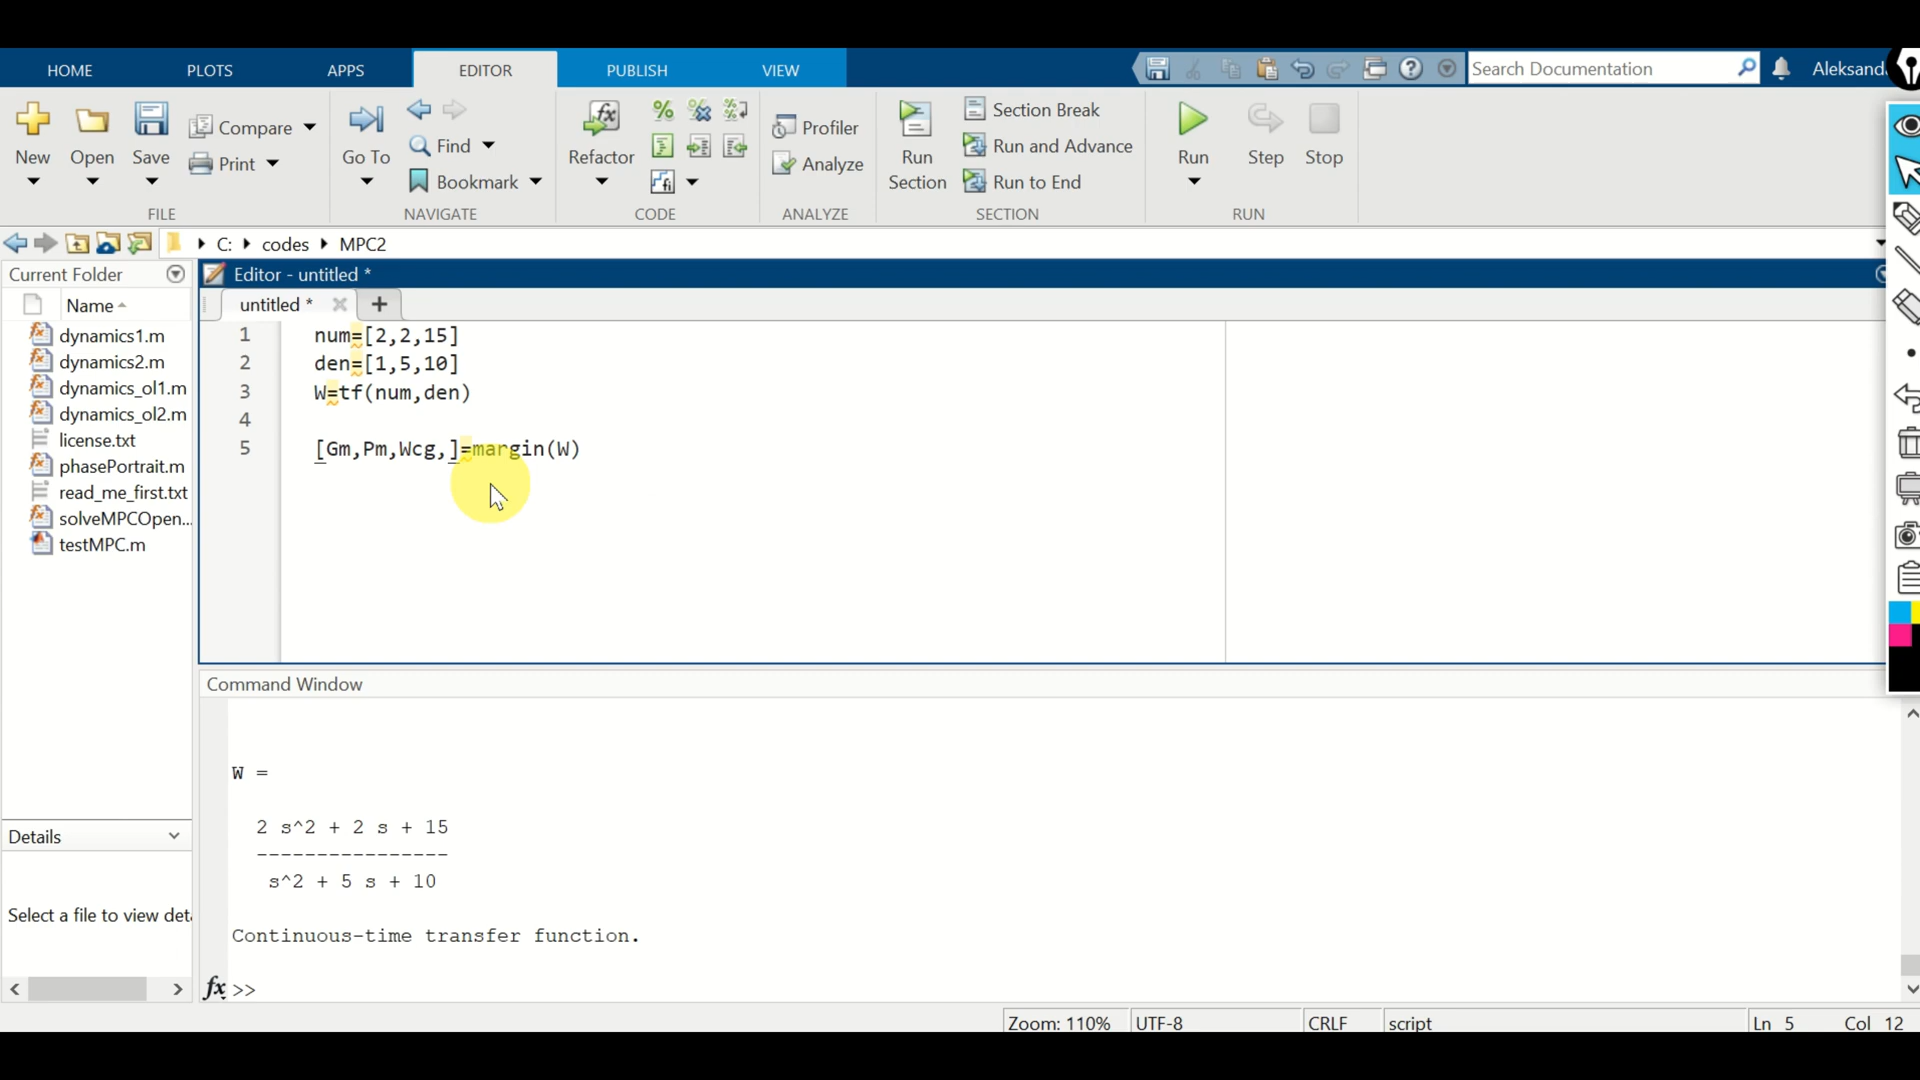 HOME PLOTS APPS EDITOR PUBLISH VIEW Search Documentation Aleksand
New Open Save Compare Print
Go To Find Bookmark
Refactor
Profiler Analyze
Run Section Section Break Run and Advance Run to End
Run Step Stop
FILE NAVIGATE CODE ANALYZE SECTION RUN
C: codes MPC2
Current Folder
Name
dynamics1.m
dynamics2.m
dynamics_ol1.m
dynamics_ol2.m
license.txt
phasePortrait.m
read_me_first.txt
solveMPCOpen...
testMPC.m
Details
Select a file to view deta
Editor - untitled *
untitled *
1 num=[2,2,15]
2 den=[1,5,10]
3 W=tf(num,den)
4
5 [Gm,Pm,Wcg,]=margin(W)
Command Window
W =
2 s^2 + 2 s + 15
----------------
s^2 + 5 s + 10
Continuous-time transfer function.
fx >>
Zoom: 110% UTF-8 CRLF script Ln 5 Col 12